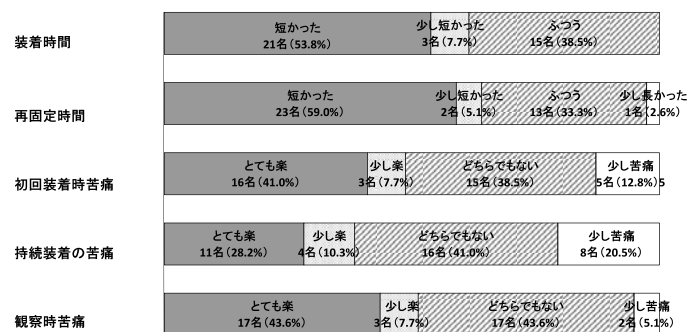 装着時間
短かった 少し短かった ふつう
21名（53.8%） 3名（7.7%） 15名（38.5%）
再固定時間
短かった 少し短かった ふつう 少し長かった
23名（59.0%） 2名（5.1%） 13名（33.3%） 1名（2.6%）
初回装着時苦痛
とても楽 少し楽 どちらでもない 少し苦痛
16名（41.0%） 3名（7.7%） 15名（38.5%） 5名（12.8%）5
持続装着の苦痛
とても楽 少し楽 どちらでもない 少し苦痛
11名（28.2%） 4名（10.3%） 16名（41.0%） 8名（20.5%）
観察時苦痛
とても楽 少し楽 どちらでもない 少し苦痛
17名（43.6%） 3名（7.7%） 17名（43.6%） 2名（5.1%）